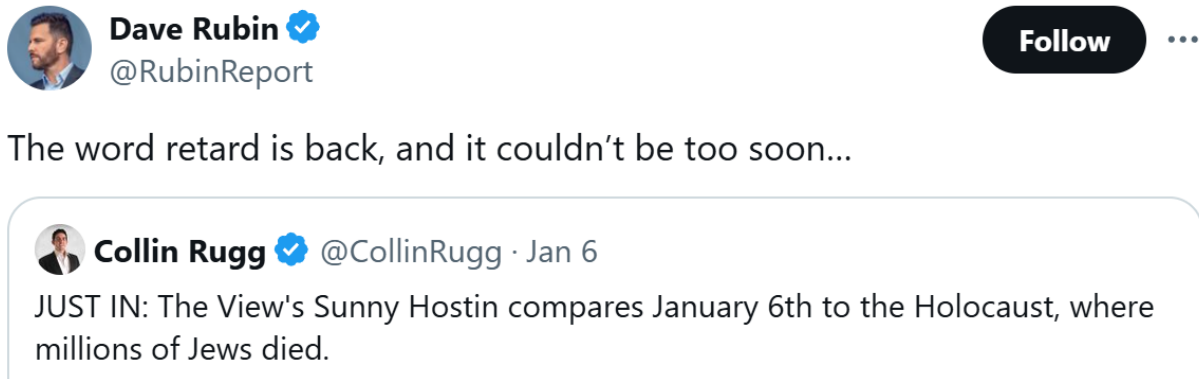 Dave Rubin
@RubinReport
Follow
The word retard is back, and it couldn’t be too soon...
Collin Rugg @CollinRugg · Jan 6
JUST IN: The View's Sunny Hostin compares January 6th to the Holocaust, where
millions of Jews died.